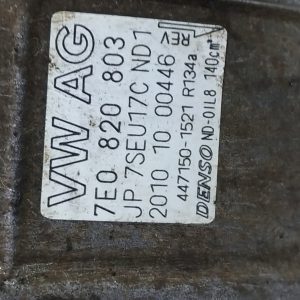 VW AG REV
7E0 820 803
JP 7SEU17C ND1
2010 10 00446
447150-1521 R134a
DENSO ND-OIL8 140cm³